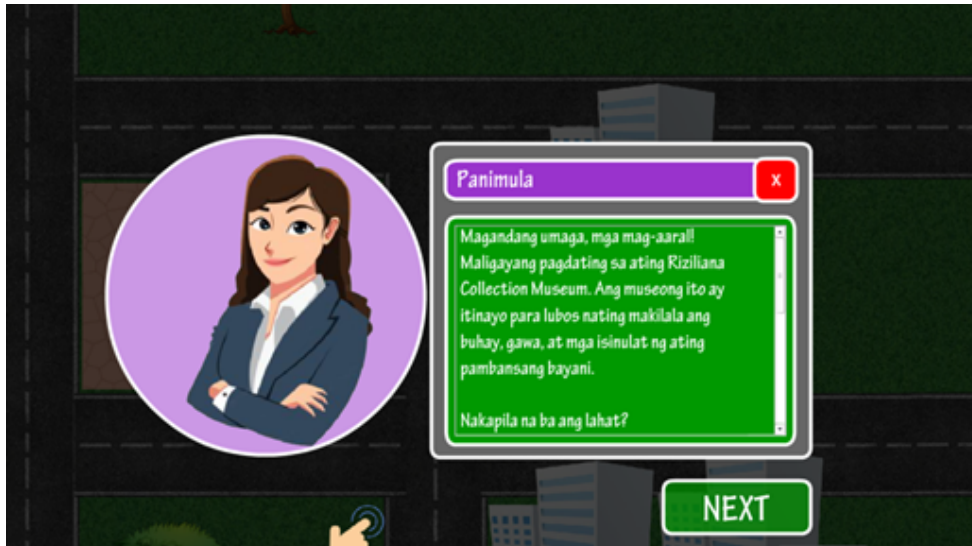 Panimula
X
Magandang umaga, mga mag-aaral!
Maligayang pagdating sa ating Riziliana
Collection Museum. Ang museong ito ay
itinayo para lubos nating makilala ang
buhay, gawa, at mga isinulat ng ating
pambansang bayani.
Nakapila na ba ang lahat?
NEXT